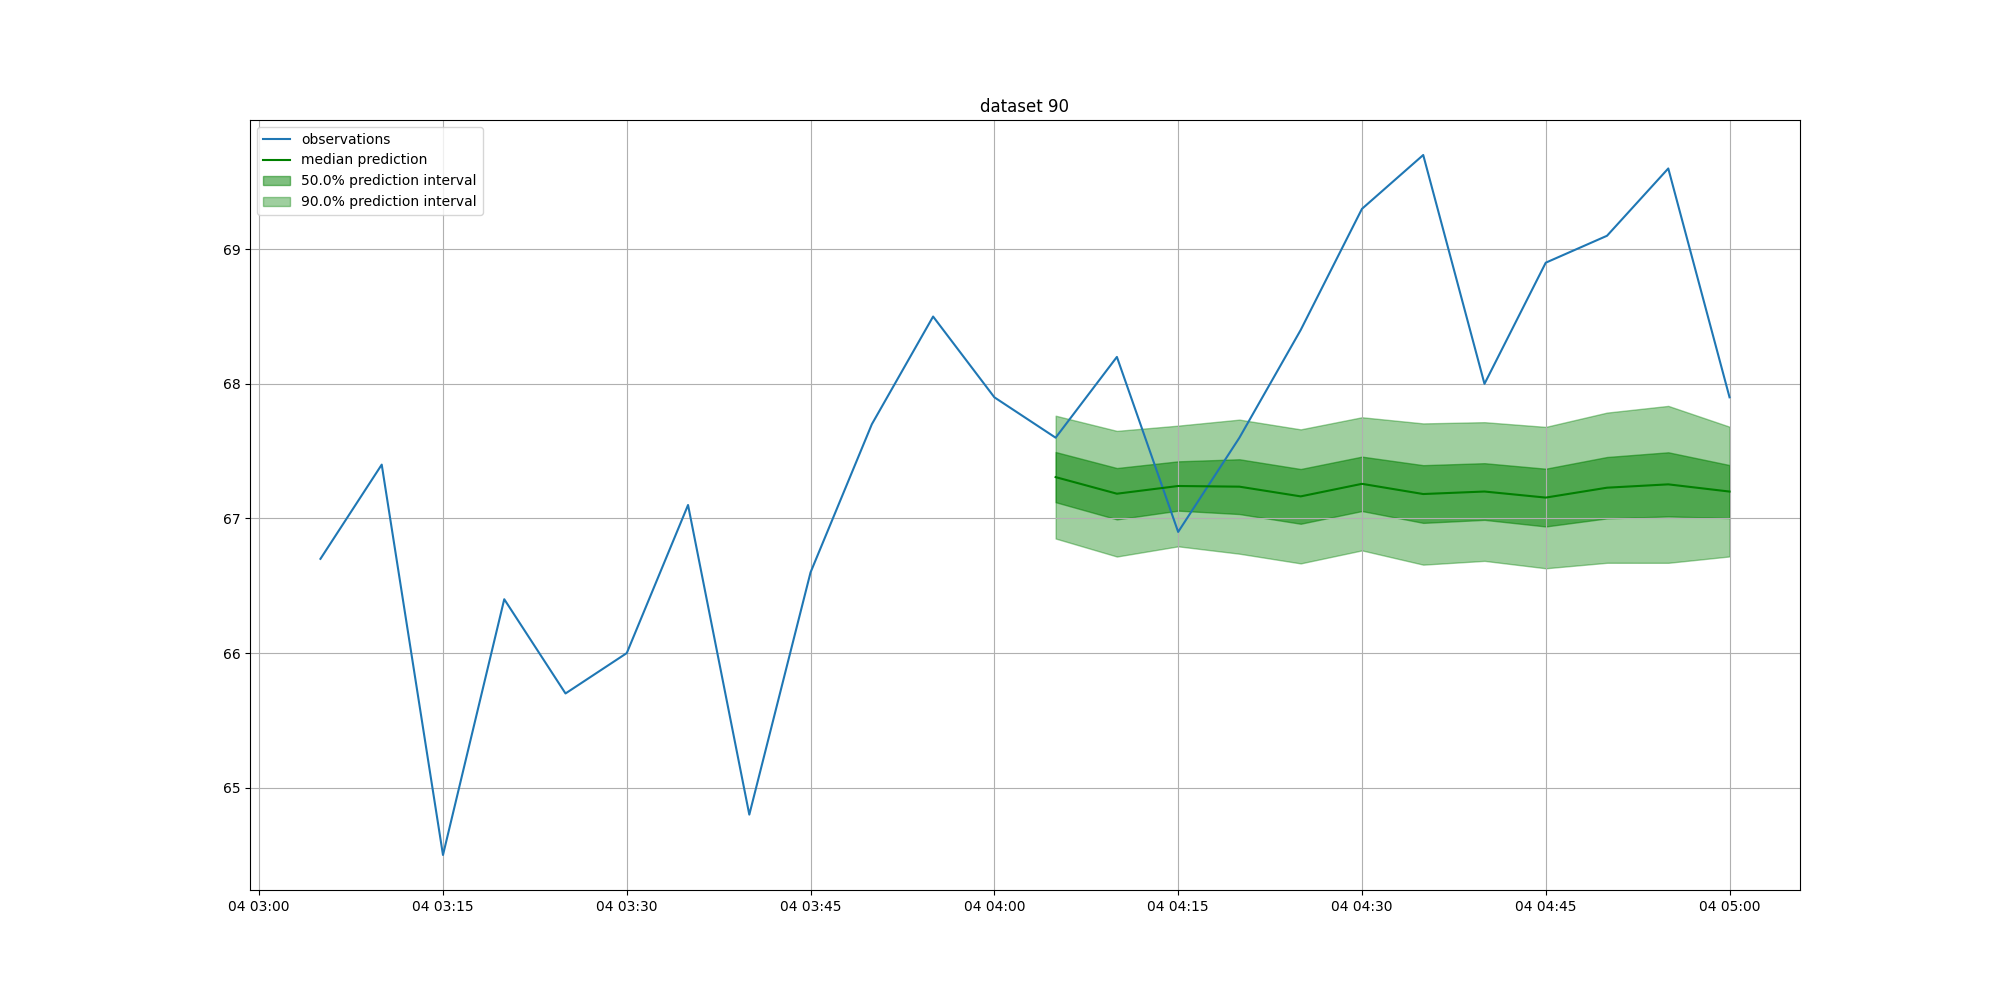 dataset 90
observations
median prediction
50.0% prediction interval
90.0% prediction interval
69
68
67
66
65
04 03:00 04 03:15 04 03:30 04 03:45 04 04:00 04 04:15 04 04:30 04 04:45 04 05:00